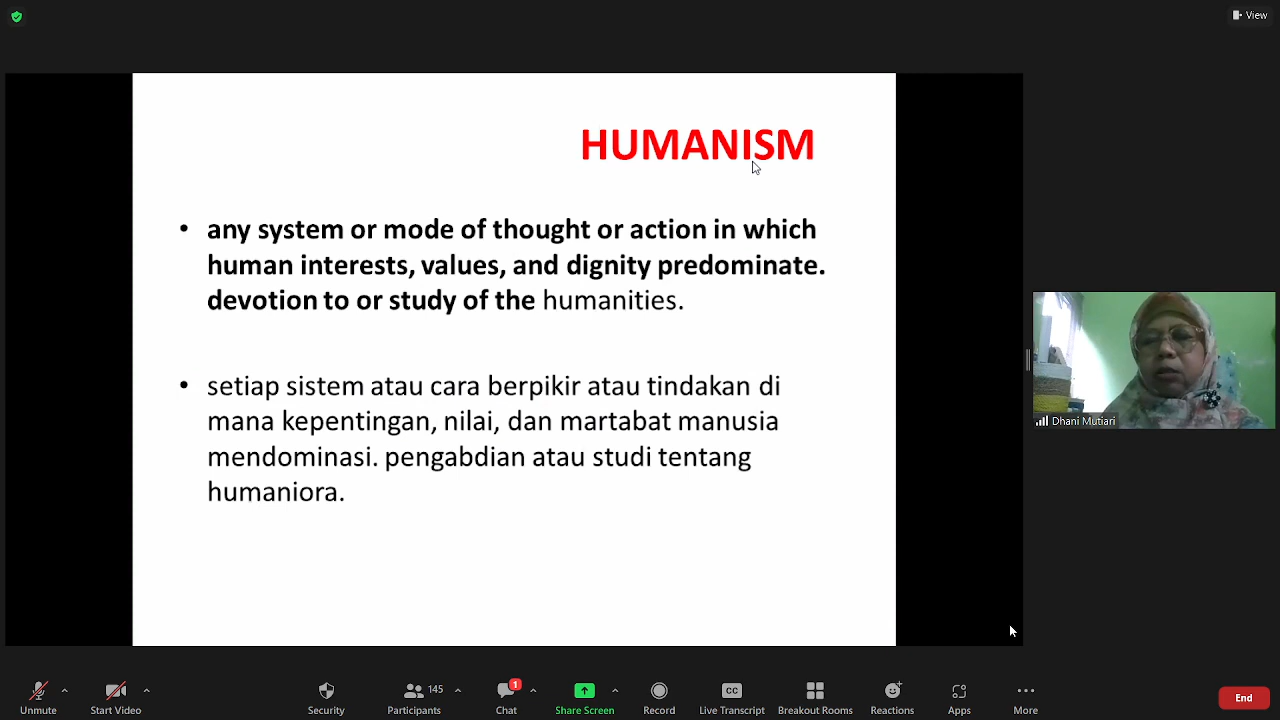 View
HUMANISM
• any system or mode of thought or action in which
human interests, values, and dignity predominate.
devotion to or study of the humanities.
• setiap sistem atau cara berpikir atau tindakan di
mana kepentingan, nilai, dan martabat manusia
mendominasi. pengabdian atau studi tentang
humaniora.
Dhani Mutiari
Unmute
Start Video
Security
145
Participants
1
Chat
Share Screen
Record
CC
Live Transcript
Breakout Rooms
Reactions
Apps
More
End